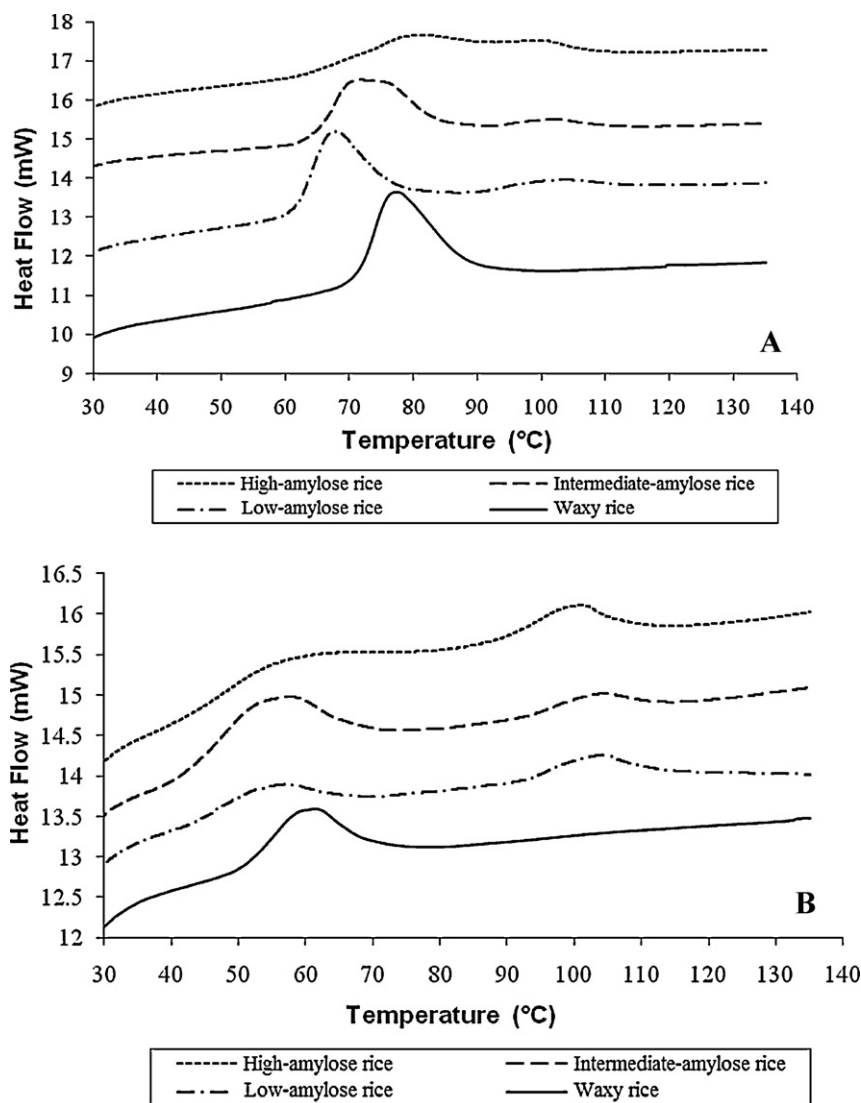 18
17
16
15
14
13
12
11
10
9
Heat Flow (mW)
30 40 50 60 70 80 90 100 110 120 130 140
A
Temperature (°C)
High-amylose rice Intermediate-amylose rice
Low-amylose rice Waxy rice
16.5
16
15.5
15
14.5
14
13.5
13
12.5
12
Heat Flow (mW)
30 40 50 60 70 80 90 100 110 120 130 140
B
Temperature (°C)
High-amylose rice Intermediate-amylose rice
Low-amylose rice Waxy rice